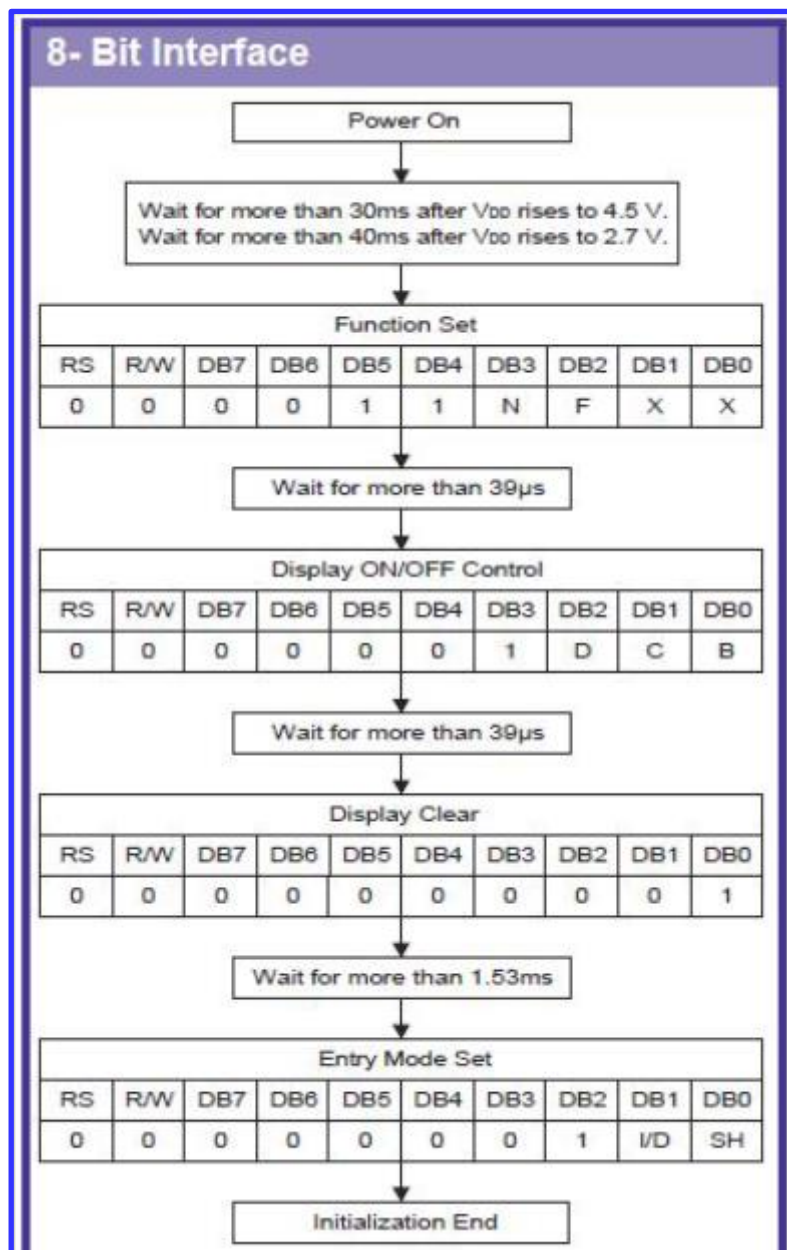 8- Bit Interface
Power On
Wait for more than 30ms after VDD rises to 4.5 V.
Wait for more than 40ms after VDD rises to 2.7 V.
Function Set
RS R/W DB7 DB6 DB5 DB4 DB3 DB2 DB1 DB0
0 0 0 0 1 1 N F X X
Wait for more than 39µs
Display ON/OFF Control
RS R/W DB7 DB6 DB5 DB4 DB3 DB2 DB1 DB0
0 0 0 0 0 0 1 D C B
Wait for more than 39µs
Display Clear
RS R/W DB7 DB6 DB5 DB4 DB3 DB2 DB1 DB0
0 0 0 0 0 0 0 0 0 1
Wait for more than 1.53ms
Entry Mode Set
RS R/W DB7 DB6 DB5 DB4 DB3 DB2 DB1 DB0
0 0 0 0 0 0 0 1 I/D SH
Initialization End